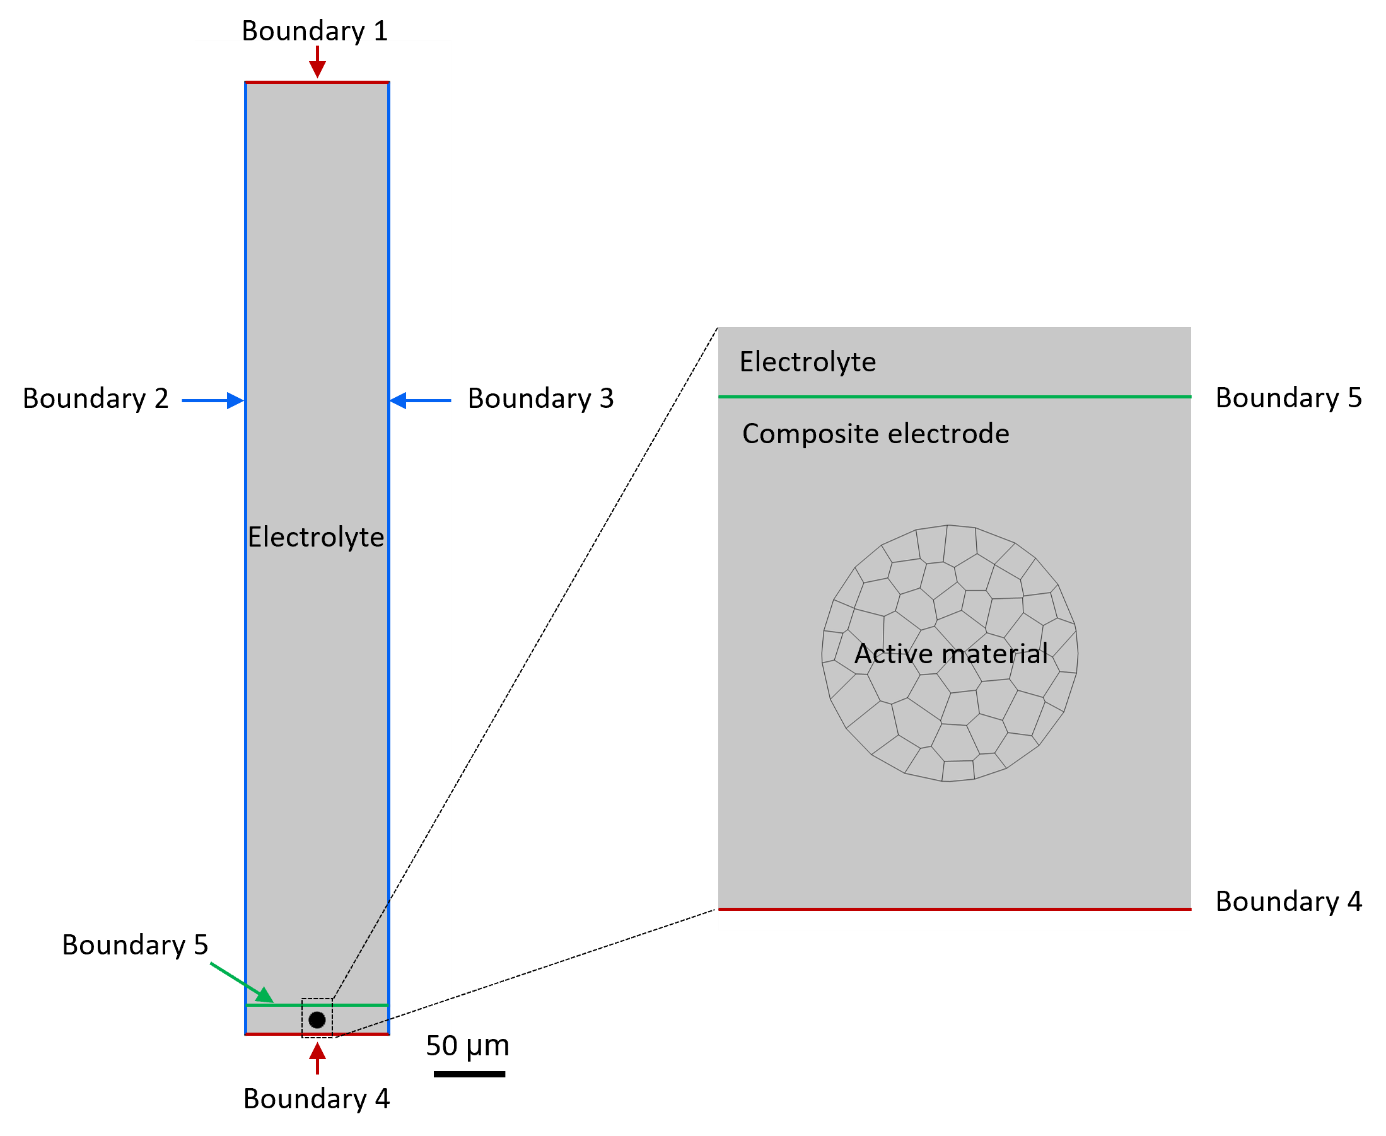 Boundary 1
Boundary 2
Boundary 3
Electrolyte
Boundary 5
50 μm
Boundary 4
Electrolyte
Boundary 5
Composite electrode
Active material
Boundary 4